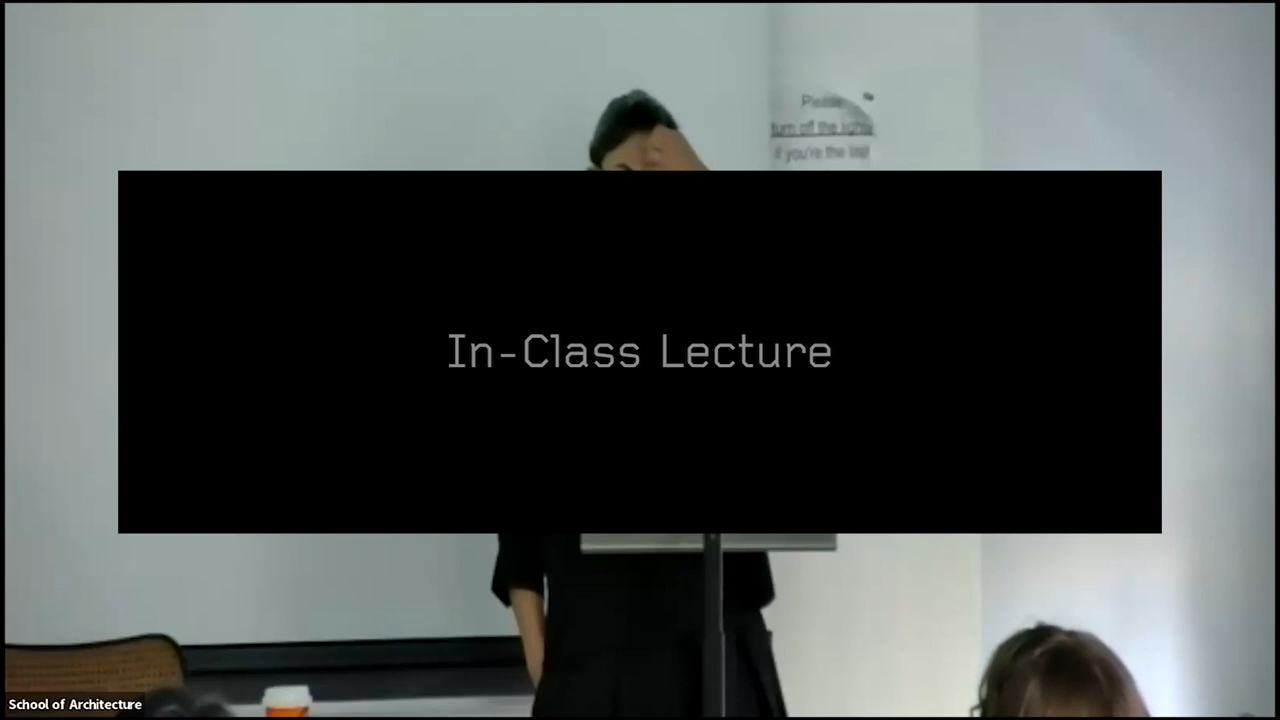 Please
turn off the lights
if you're the last
In-Class Lecture
School of Architecture